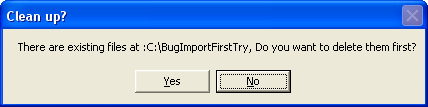 Clean up?
There are existing files at :C:\BugImportFirstTry, Do you want to delete them first?
Yes
No